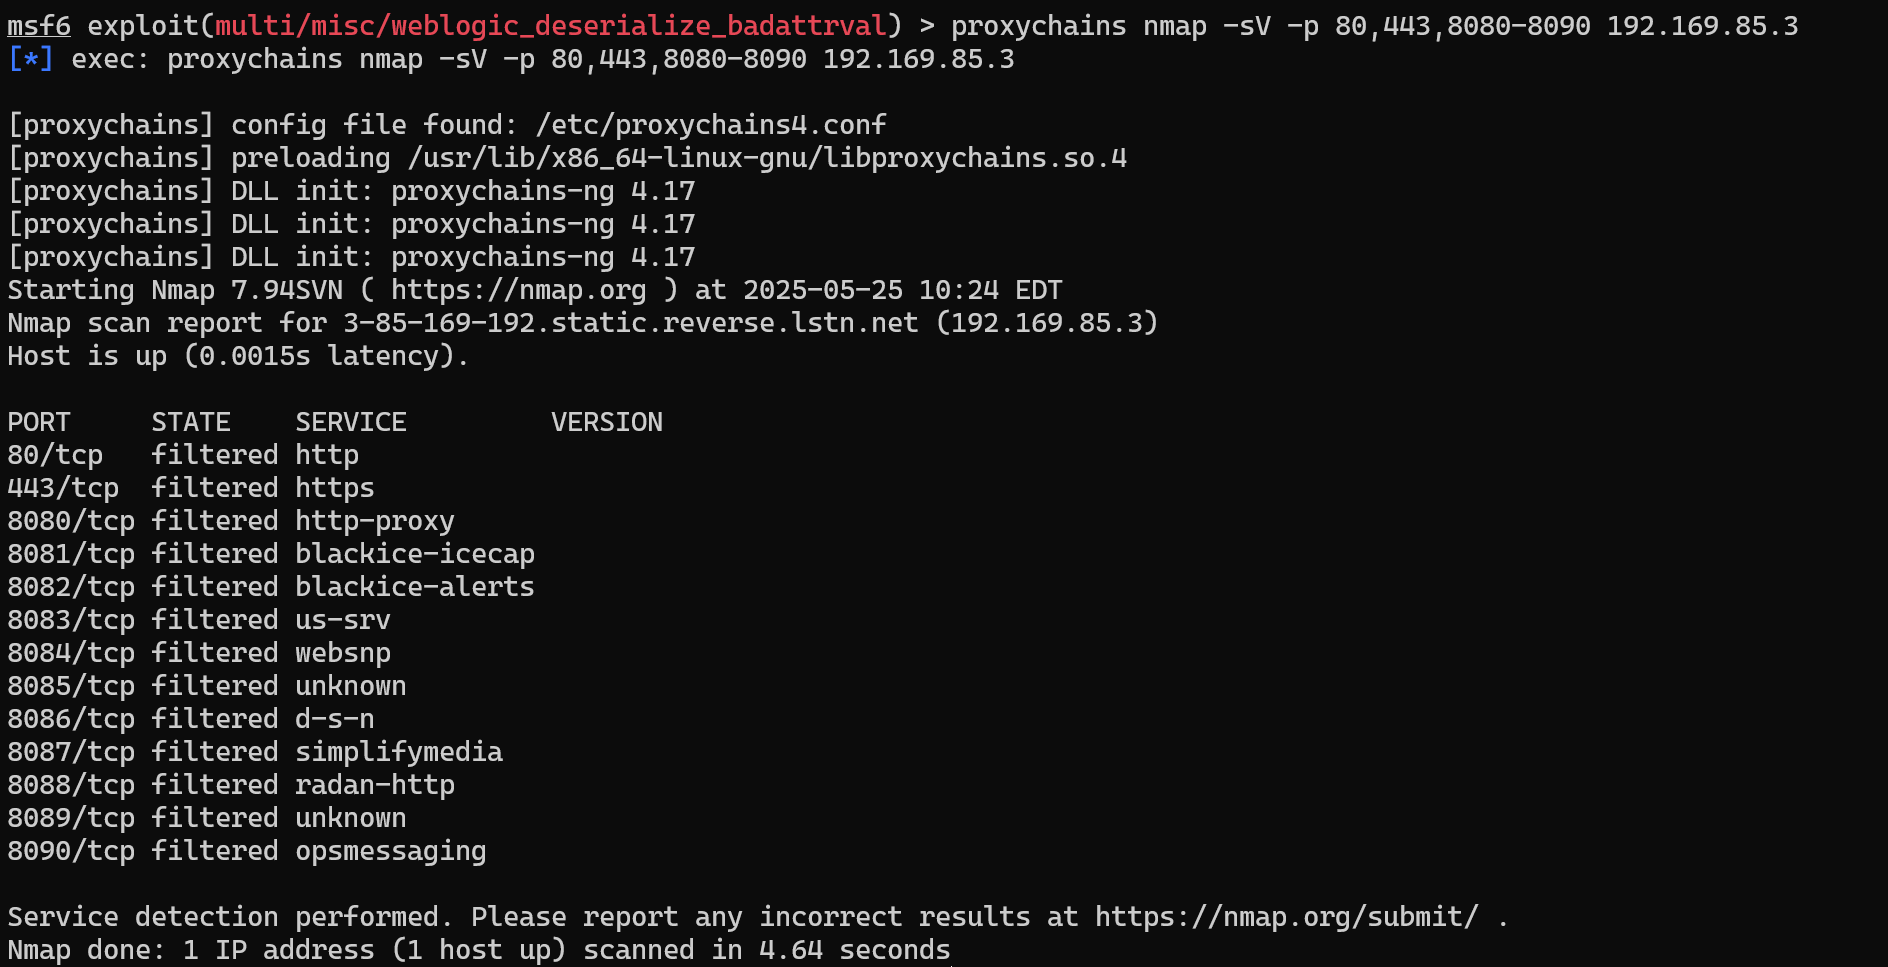 msf6 exploit(multi/misc/weblogic_deserialize_badattrval) > proxychains nmap -sV -p 80,443,8080-8090 192.169.85.3
[*] exec: proxychains nmap -sV -p 80,443,8080-8090 192.169.85.3
[proxychains] config file found: /etc/proxychains4.conf
[proxychains] preloading /usr/lib/x86_64-linux-gnu/libproxychains.so.4
[proxychains] DLL init: proxychains-ng 4.17
[proxychains] DLL init: proxychains-ng 4.17
[proxychains] DLL init: proxychains-ng 4.17
Starting Nmap 7.94SVN ( https://nmap.org ) at 2025-05-25 10:24 EDT
Nmap scan report for 3-85-169-192.static.reverse.lstn.net (192.169.85.3)
Host is up (0.0015s latency).
PORT     STATE    SERVICE         VERSION
80/tcp   filtered http
443/tcp  filtered https
8080/tcp filtered http-proxy
8081/tcp filtered blackice-icecap
8082/tcp filtered blackice-alerts
8083/tcp filtered us-srv
8084/tcp filtered websnp
8085/tcp filtered unknown
8086/tcp filtered d-s-n
8087/tcp filtered simplifymedia
8088/tcp filtered radan-http
8089/tcp filtered unknown
8090/tcp filtered opsmessaging
Service detection performed. Please report any incorrect results at https://nmap.org/submit/ .
Nmap done: 1 IP address (1 host up) scanned in 4.64 seconds